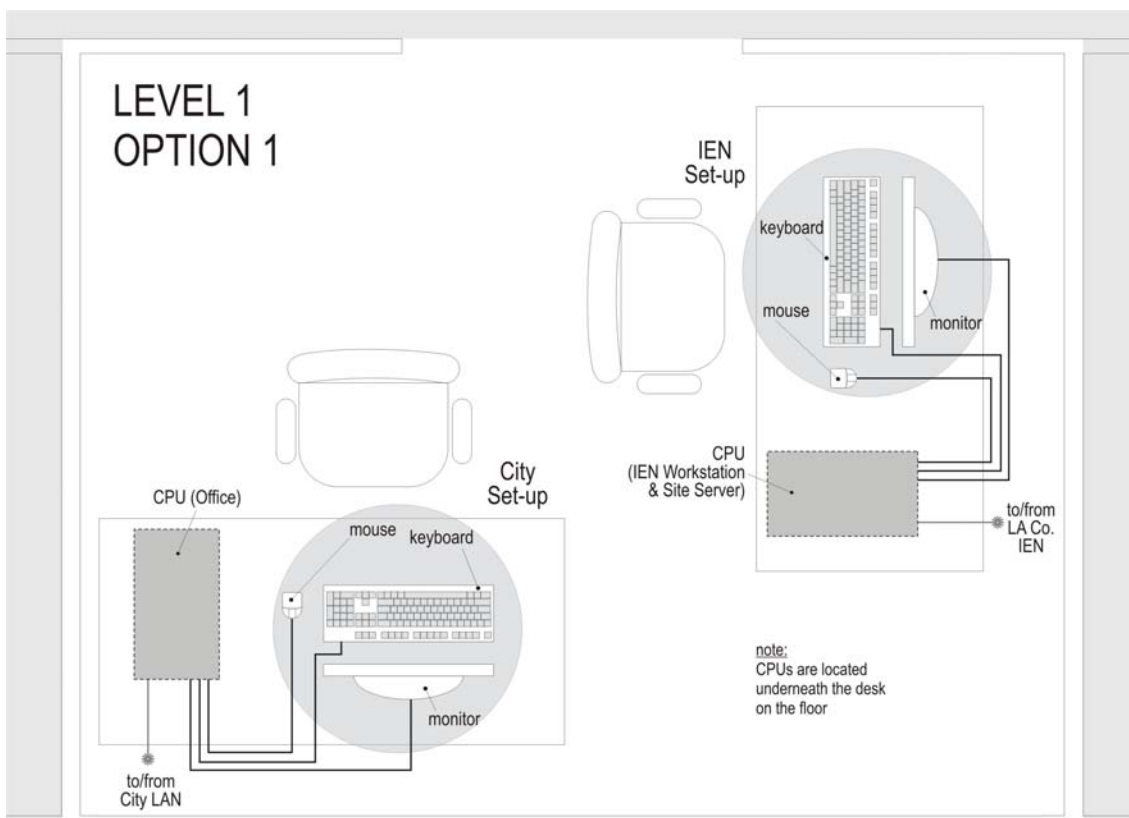 LEVEL 1
OPTION 1
IEN
Set-up
keyboard
mouse
monitor
CPU
(IEN Workstation
& Site Server)
to/from
LA Co.
IEN
City
Set-up
CPU (Office)
mouse
keyboard
monitor
to/from
City LAN
note:
CPUs are located
underneath the desk
on the floor